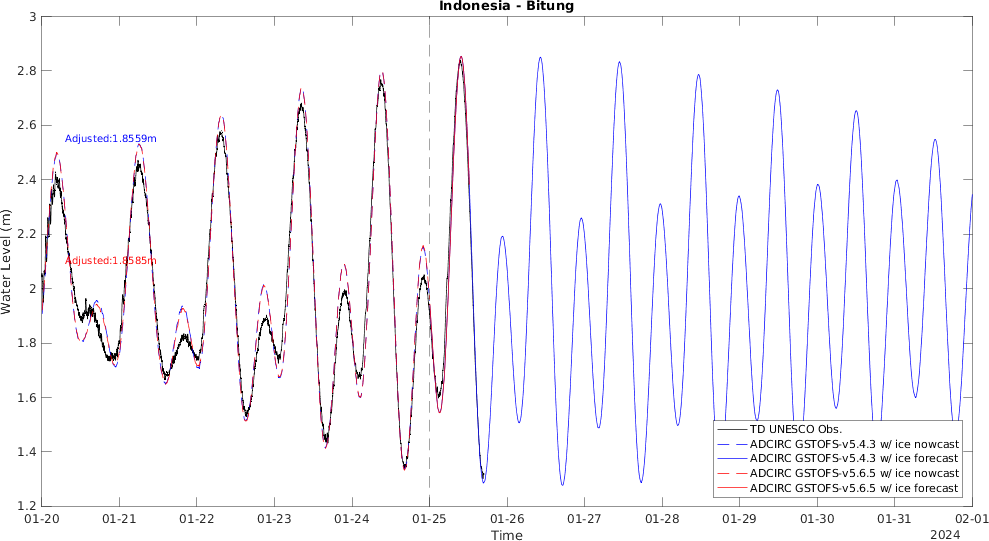 Indonesia - Bitung
Water Level (m)
3
2.8
2.6
2.4
2.2
2
1.8
1.6
1.4
1.2
Adjusted:1.8559m
Adjusted:1.8585m
TD UNESCO Obs.
ADCIRC GSTOFS-v5.4.3 w/ ice nowcast
ADCIRC GSTOFS-v5.4.3 w/ ice forecast
ADCIRC GSTOFS-v5.6.5 w/ ice nowcast
ADCIRC GSTOFS-v5.6.5 w/ ice forecast
01-20 01-21 01-22 01-23 01-24 01-25 01-26 01-27 01-28 01-29 01-30 01-31 02-01
Time
2024